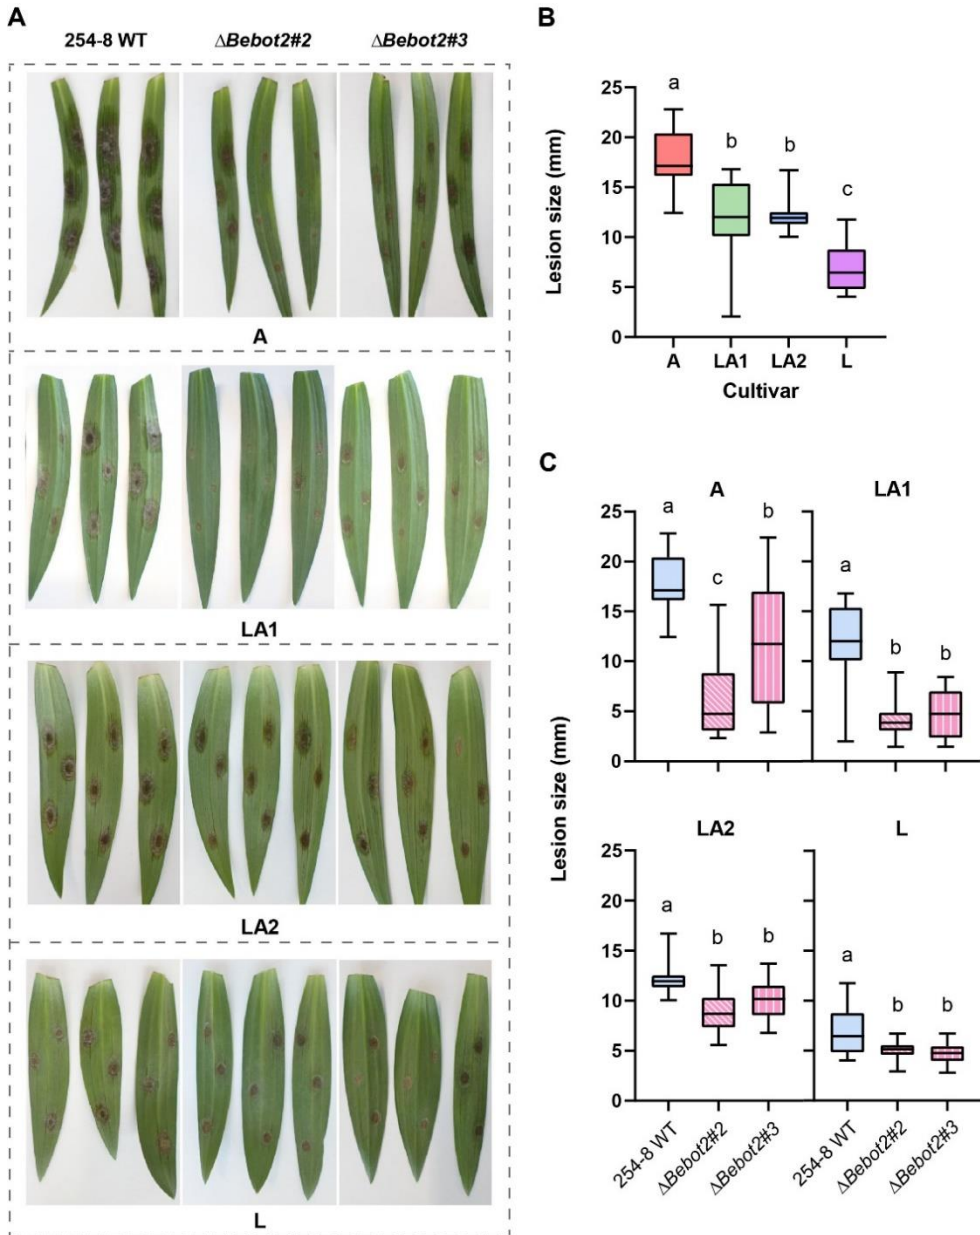 A
254-8 WT ΔBebot2#2 ΔBebot2#3
A
LA1
LA2
L
B
Lesion size (mm)
25
20
15
10
5
0
a
b
b
c
A LA1 LA2 L
Cultivar
C
Lesion size (mm)
A
25
20
15
10
5
0
a
c
b
LA1
a
b
b
LA2
25
20
15
10
5
0
a
b
b
L
a
b
b
254-8 WT
ΔBebot2#2
ΔBebot2#3
254-8 WT
ΔBebot2#2
ΔBebot2#3